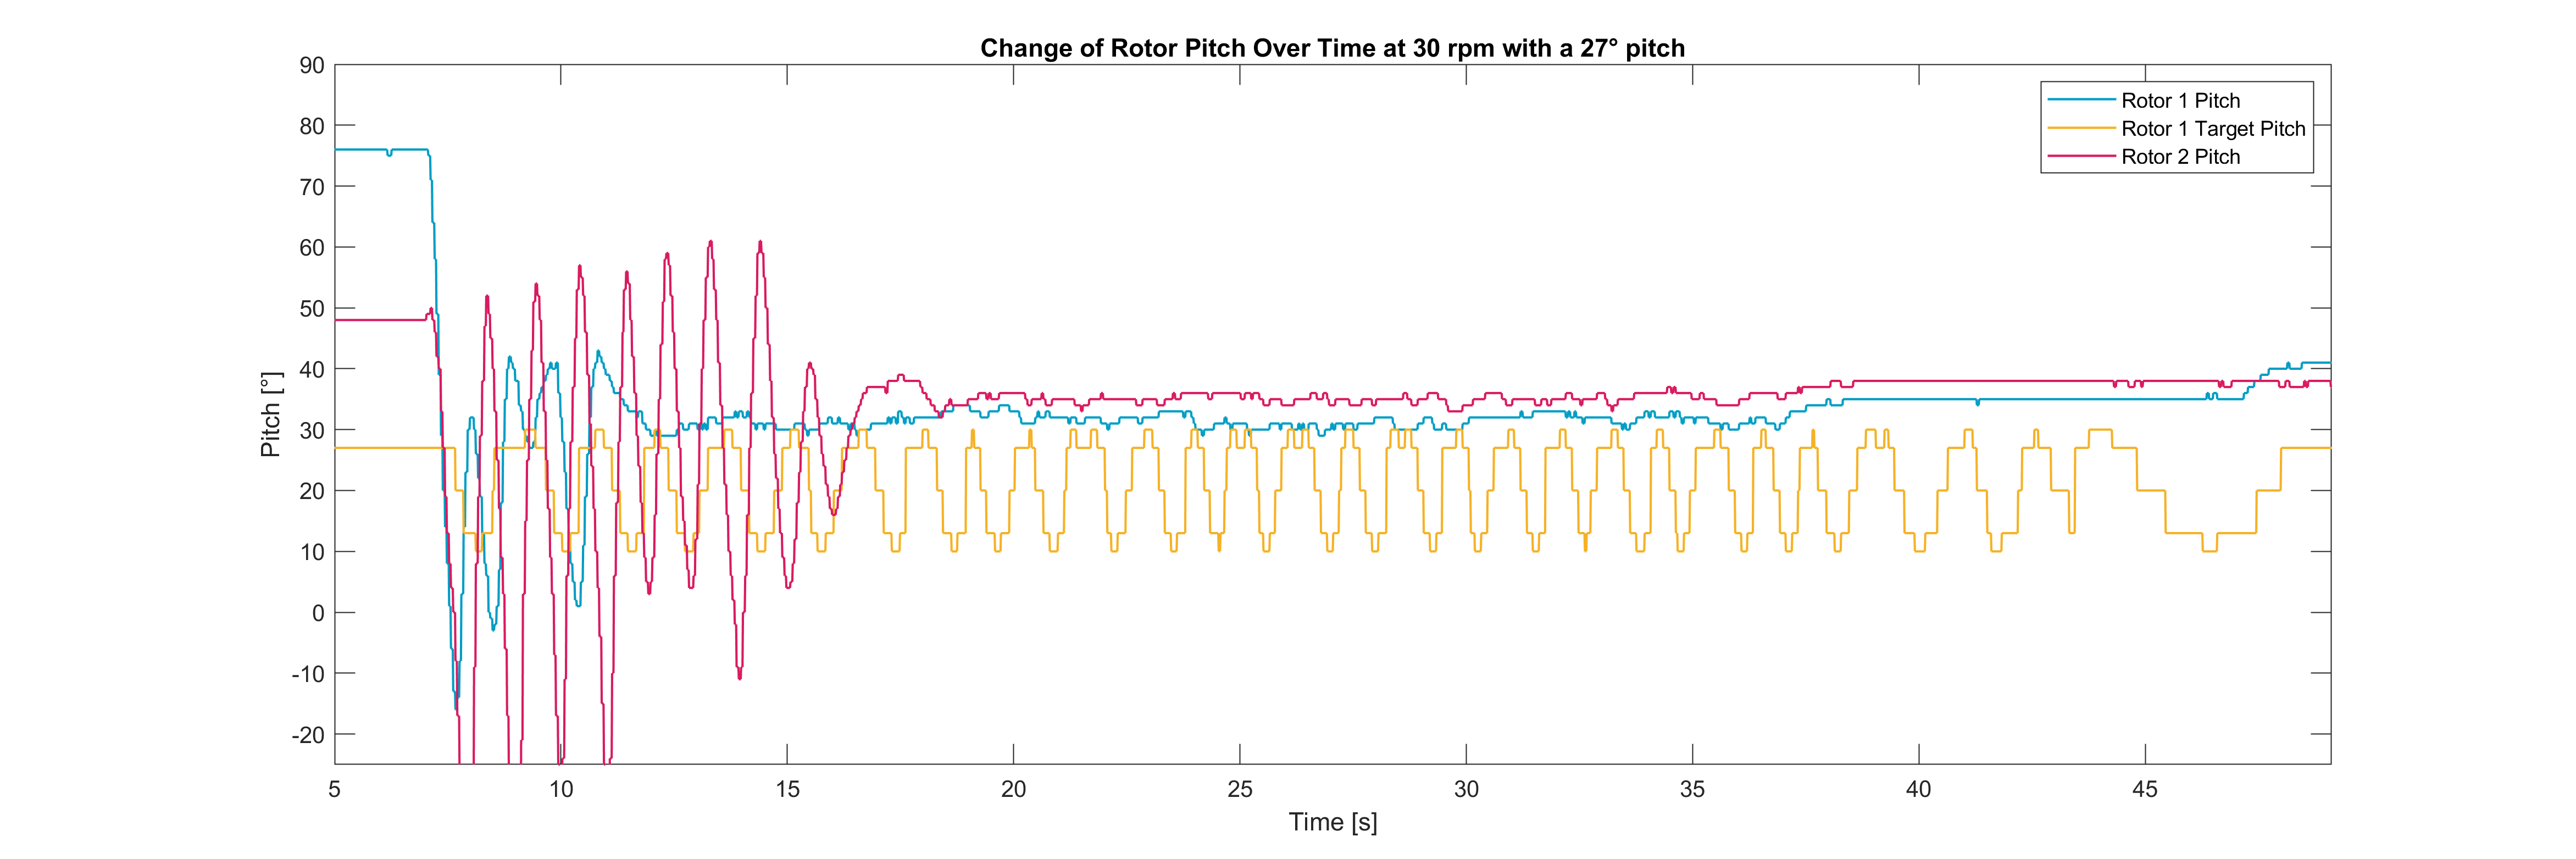 Change of Rotor Pitch Over Time at 30 rpm with a 27° pitch
90
80
70
60
50
40
30
20
10
0
-10
-20
Pitch [°]
Rotor 1 Pitch
Rotor 1 Target Pitch
Rotor 2 Pitch
5 10 15 20 25 30 35 40 45
Time [s]